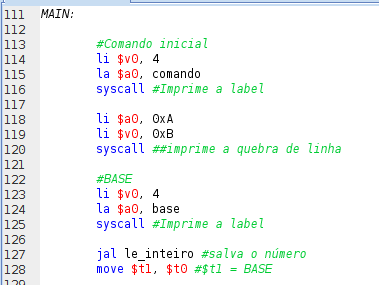 111 MAIN:
112
113 #Comando inicial
114 li $v0, 4
115 la $a0, comando
116 syscall #Imprime a label
117
118 li $a0, 0xA
119 li $v0, 0xB
120 syscall ##imprime a quebra de linha
121
122 #BASE
123 li $v0, 4
124 la $a0, base
125 syscall #Imprime a label
126
127 jal le_inteiro #salva o número
128 move $t1, $t0 #$t1 = BASE
129